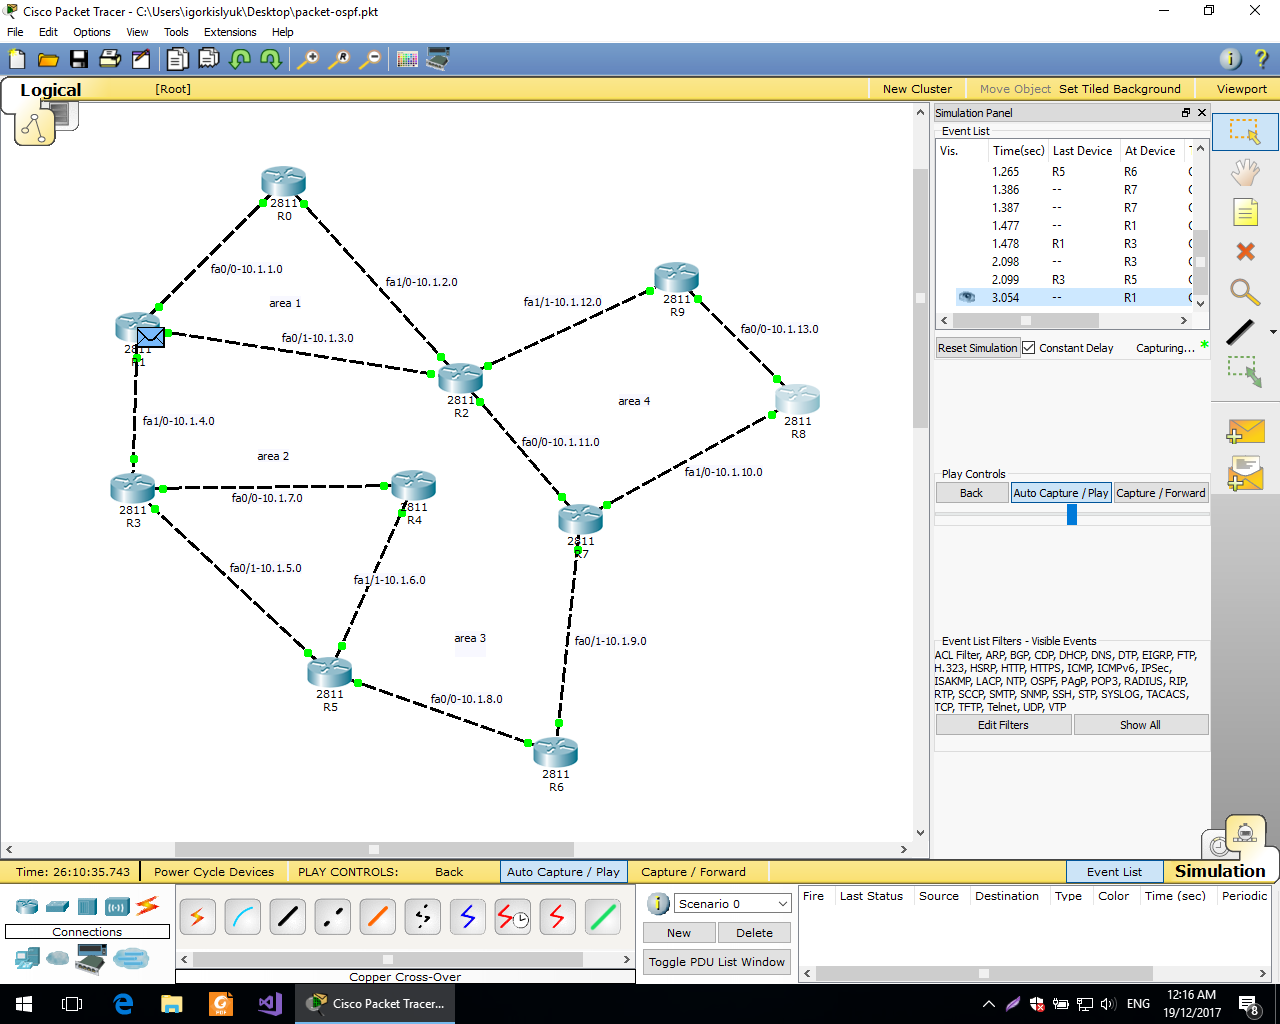 Cisco Packet Tracer - C:\Users\igorkislyuk\Desktop\packet-ospf.pkt
File Edit Options View Tools Extensions Help
Logical [Root] New Cluster Move Object Set Tiled Background Viewport
2811
R0
fa0/0-10.1.1.0
fa1/0-10.1.2.0
area 1
fa0/1-10.1.3.0
2811
R1
2811
R2
fa1/1-10.1.12.0
2811
R9
fa0/0-10.1.13.0
area 4
2811
R8
fa1/0-10.1.4.0
fa0/0-10.1.11.0
fa1/0-10.1.10.0
area 2
fa0/0-10.1.7.0
2811
R3
2811
R4
2811
R7
fa0/1-10.1.5.0
fa1/1-10.1.6.0
area 3
fa0/1-10.1.9.0
2811
R5
fa0/0-10.1.8.0
2811
R6
Simulation Panel
Event List
Vis. Time(sec) Last Device At Device
1.265 R5 R6
1.386 -- R7
1.387 -- R7
1.477 -- R1
1.478 R1 R3
2.098 -- R3
2.099 R3 R5
3.054 -- R1
Reset Simulation Constant Delay Capturing... *
Play Controls
Back Auto Capture / Play Capture / Forward
Event List Filters - Visible Events
ACL Filter, ARP, BGP, CDP, DHCP, DNS, DTP, EIGRP, FTP,
H.323, HSRP, HTTP, HTTPS, ICMP, ICMPv6, IPSec,
ISAKMP, LACP, NTP, OSPF, PAgP, POP3, RADIUS, RIP,
RTP, SCCP, SMTP, SNMP, SSH, STP, SYSLOG, TACACS,
TCP, TFTP, Telnet, UDP, VTP
Edit Filters Show All
Time: 26:10:35.743 Power Cycle Devices PLAY CONTROLS: Back Auto Capture / Play Capture / Forward Event List Simulation
Connections
Copper Cross-Over
Scenario 0
New Delete
Toggle PDU List Window
Fire Last Status Source Destination Type Color Time (sec) Periodic
Cisco Packet Tracer...
ENG
12:16 AM
19/12/2017
8